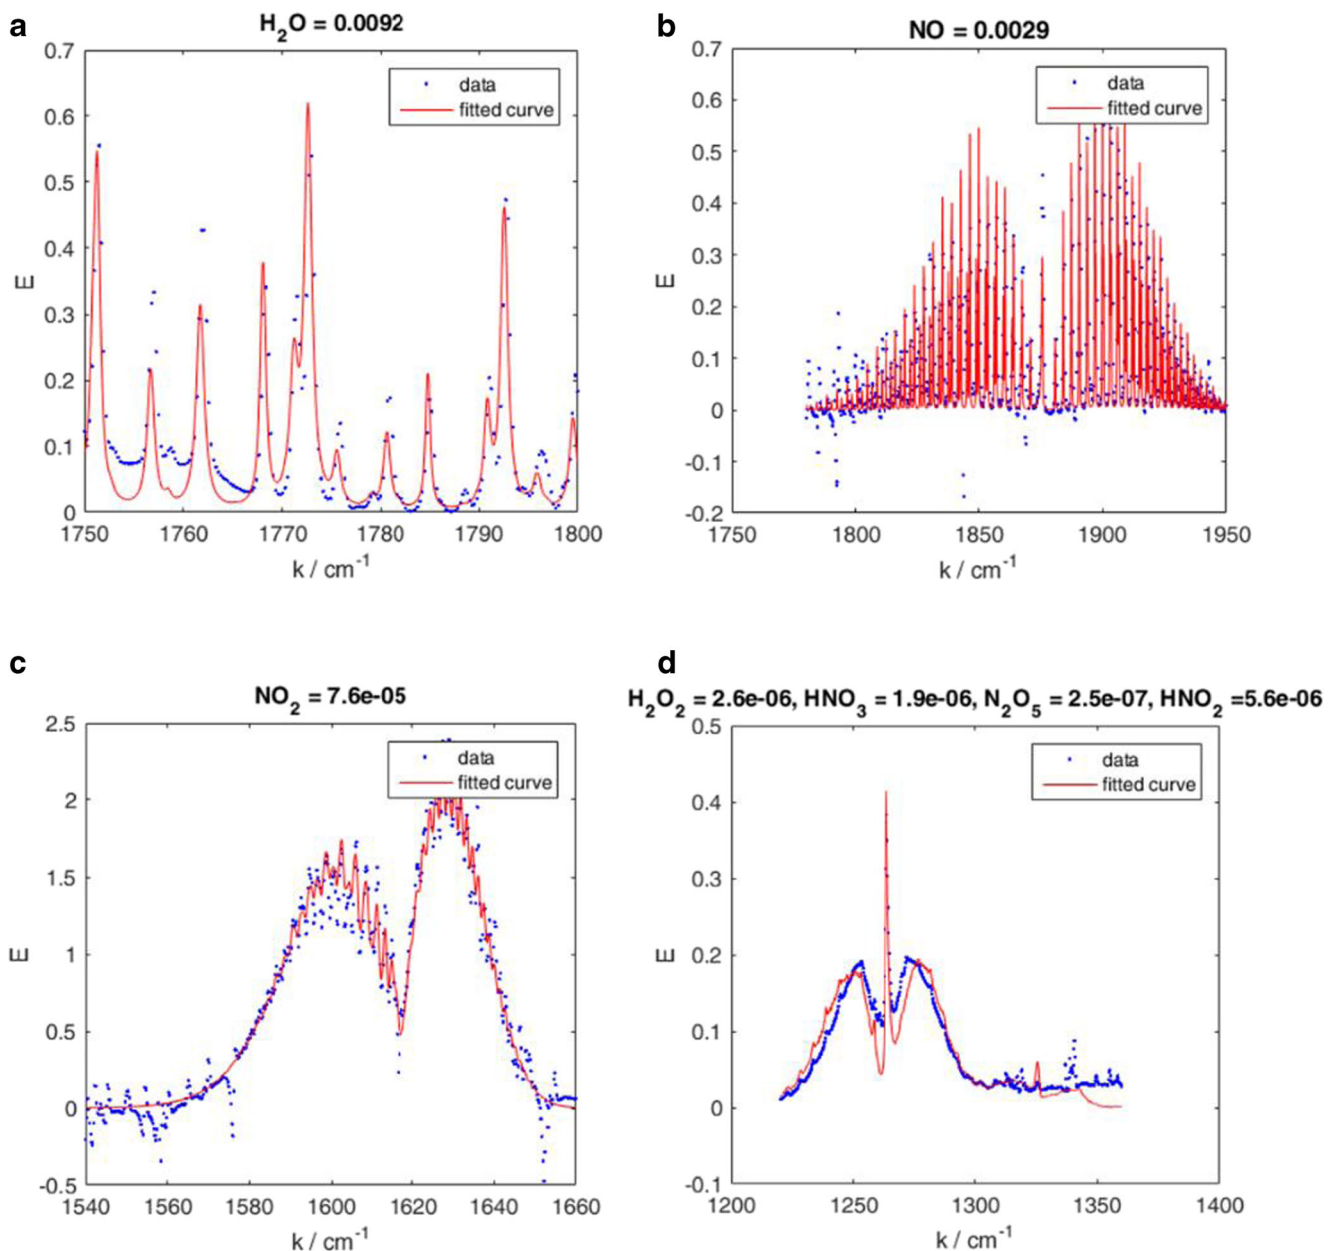 a
H₂O = 0.0092
0.7
0.6
0.5
0.4
0.3
0.2
0.1
0
E
data
fitted curve
1750 1760 1770 1780 1790 1800
k / cm⁻¹
b
NO = 0.0029
0.7
0.6
0.5
0.4
0.3
0.2
0.1
0
-0.1
-0.2
E
data
fitted curve
1750 1800 1850 1900 1950
k / cm⁻¹
c
NO₂ = 7.6e-05
2.5
2
1.5
1
0.5
0
-0.5
E
data
fitted curve
1540 1560 1580 1600 1620 1640 1660
k / cm⁻¹
d
H₂O₂ = 2.6e-06, HNO₃ = 1.9e-06, N₂O₅ = 2.5e-07, HNO₂ =5.6e-06
0.5
0.4
0.3
0.2
0.1
0
-0.1
E
data
fitted curve
1200 1250 1300 1350 1400
k / cm⁻¹